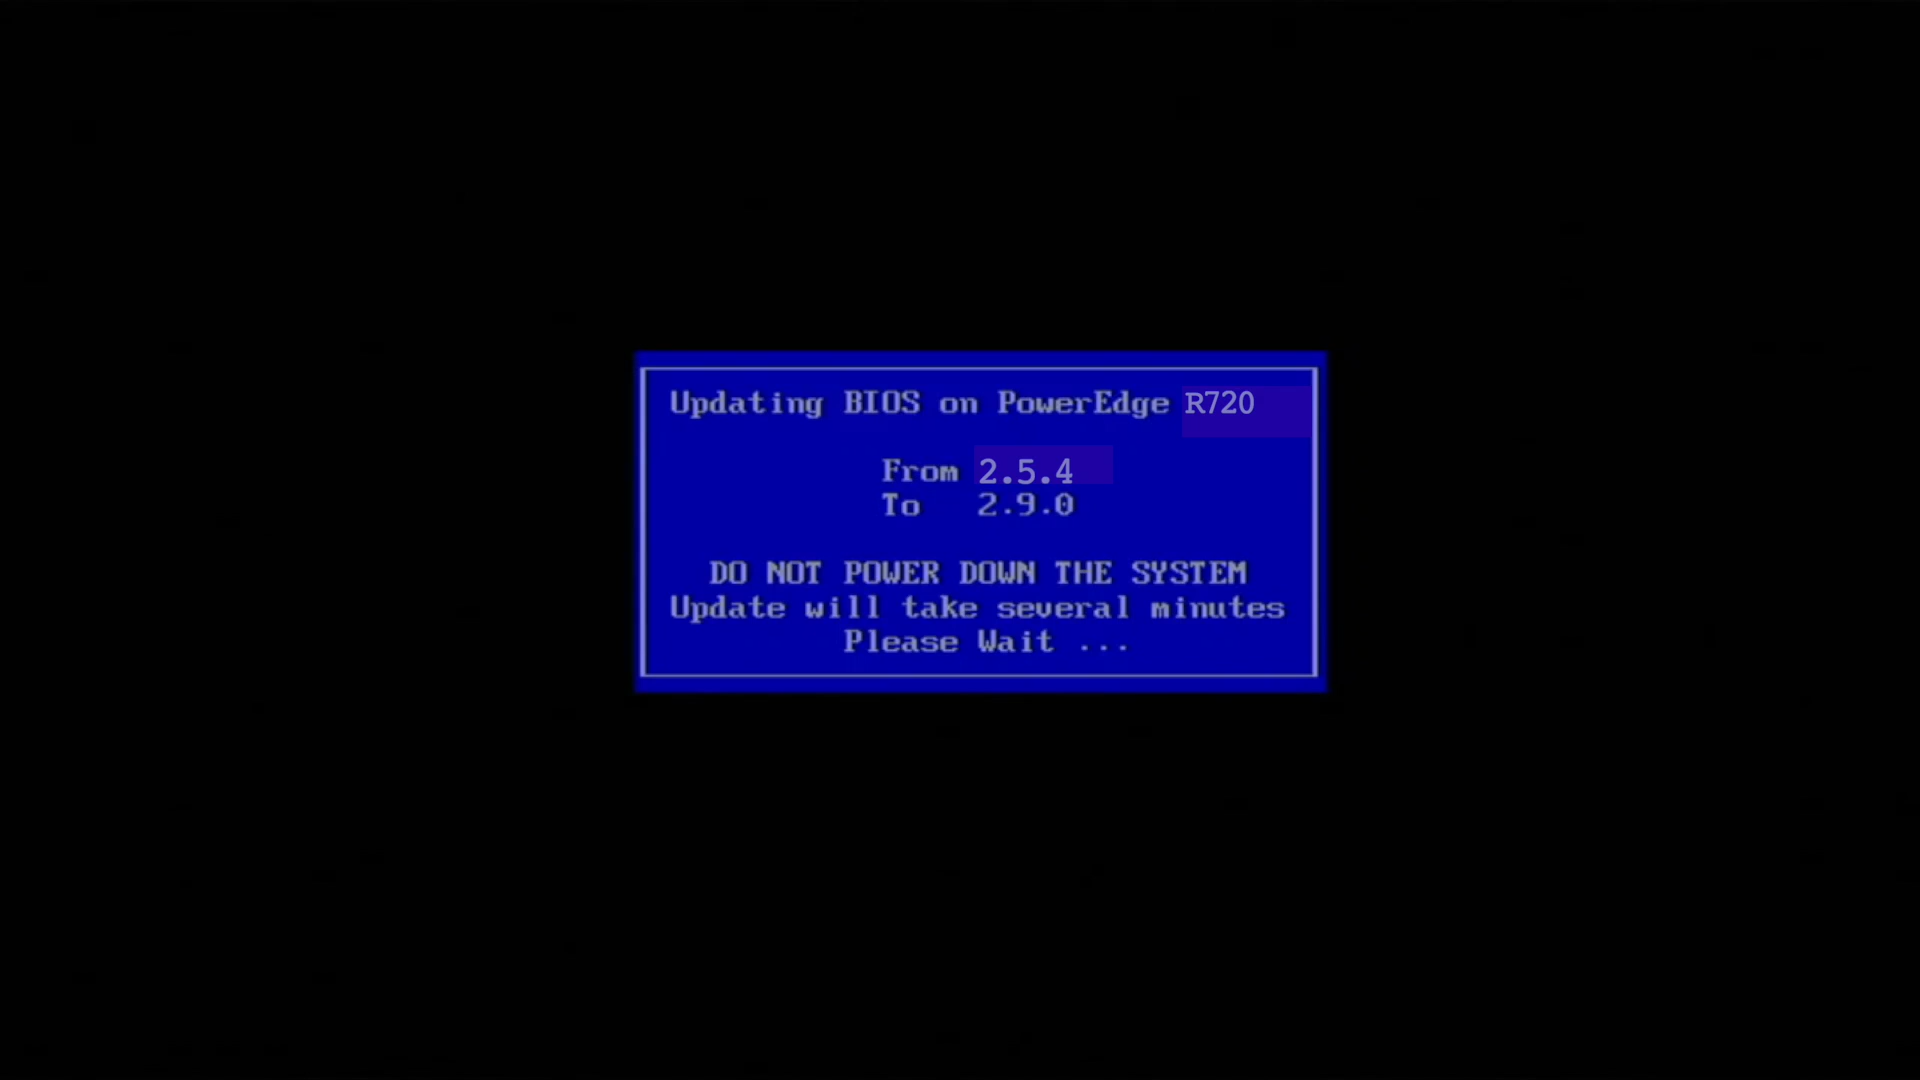 Updating BIOS on PowerEdge R720
From 2.5.4
To 2.9.0
DO NOT POWER DOWN THE SYSTEM
Update will take several minutes
Please Wait ...